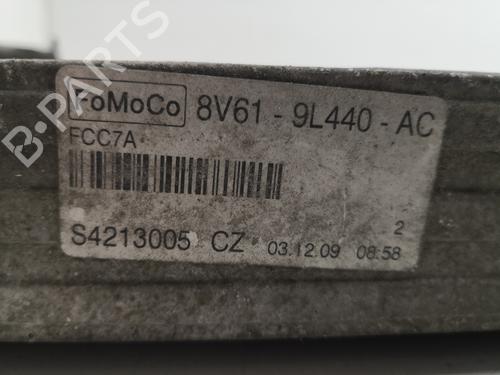 FoMoCo 8V61 - 9L440 - AC
FCC7A
2
S4213005 CZ 03.12.09 08:58
B-PARTS